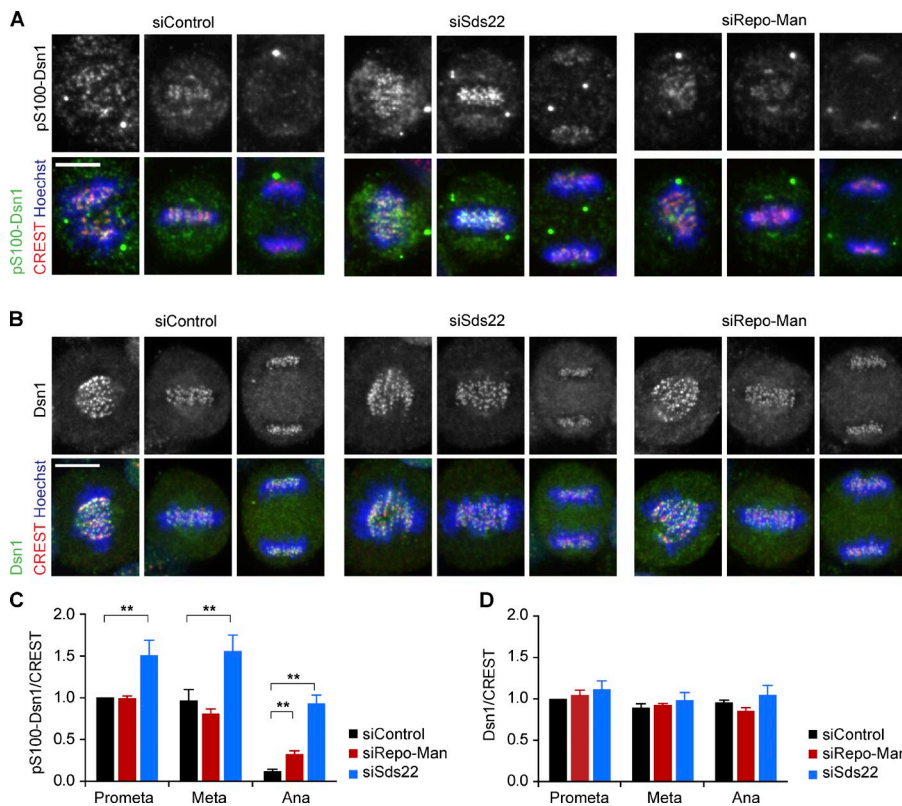 A
siControl
siSds22
siRepo-Man
pS100-Dsn1
pS100-Dsn1
CREST Hoechst
B
siControl
siSds22
siRepo-Man
Dsn1
Dsn1
CREST Hoechst
C
pS100-Dsn1/CREST
2.0
1.5
1.0
0.5
0.0
**
**
**
**
Prometa
Meta
Ana
siControl
siRepo-Man
siSds22
D
Dsn1/CREST
2.0
1.5
1.0
0.5
0.0
Prometa
Meta
Ana
siControl
siRepo-Man
siSds22